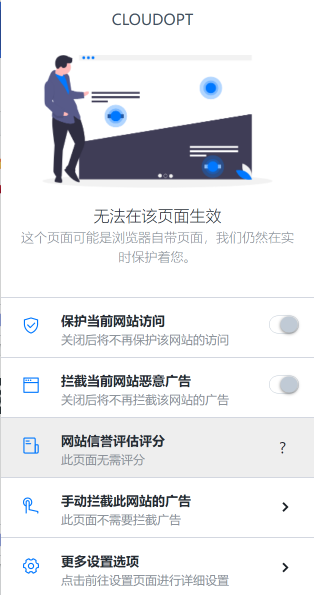 CLOUDOPT
无法在该页面生效
这个页面可能是浏览器自带页面，我们仍然在实
时保护着您。
保护当前网站访问
关闭后将不再保护该网站的访问
拦截当前网站恶意广告
关闭后将不再拦截该网站的广告
网站信誉评估评分
?
此页面无需评分
手动拦截此网站的广告
此页面不需要拦截广告
更多设置选项
点击前往设置页面进行详细设置